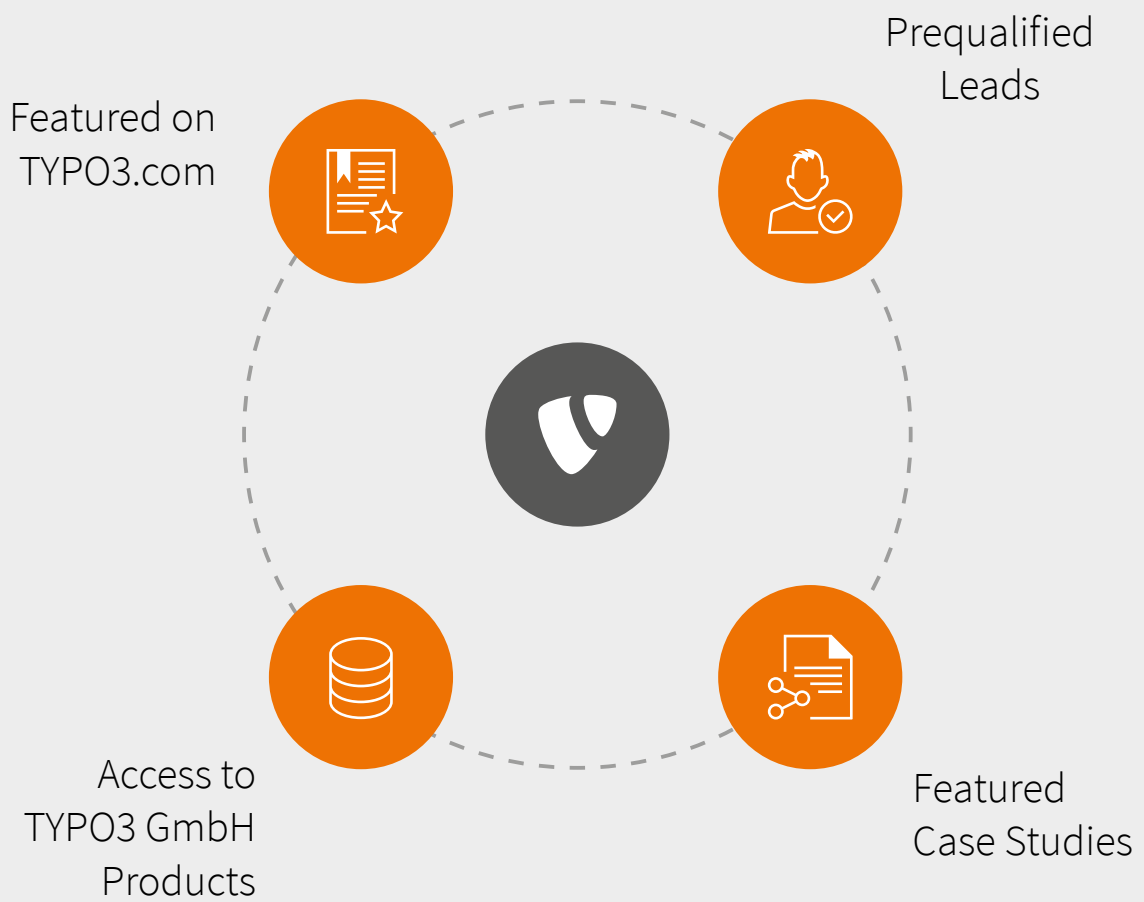 Featured on
TYPO3.com
Prequalified
Leads
Access to
TYPO3 GmbH
Products
Featured
Case Studies